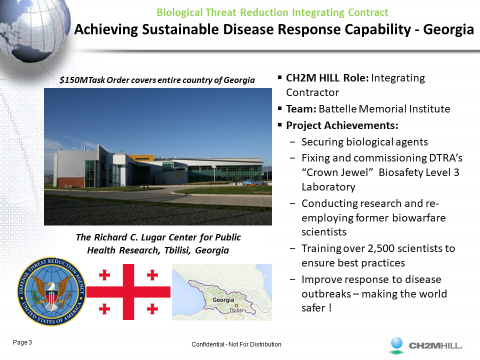 Biological Threat Reduction Integrating Contract
Achieving Sustainable Disease Response Capability - Georgia
$150MTask Order covers entire country of Georgia
The Richard C. Lugar Center for Public
Health Research, Tbilisi, Georgia
DEFENSE THREAT REDUCTION AGENCY
UNITED STATES OF AMERICA
Georgia
Tbilisi
▪ CH2M HILL Role: Integrating
Contractor
▪ Team: Battelle Memorial Institute
▪ Project Achievements:
– Securing biological agents
– Fixing and commissioning DTRA’s
“Crown Jewel” Biosafety Level 3
Laboratory
– Conducting research and re-
employing former biowarfare
scientists
– Training over 2,500 scientists to
ensure best practices
– Improve response to disease
outbreaks – making the world
safer !
Page 3
Confidential - Not For Distribution
CH2MHILL.